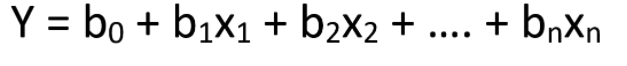 Y = b₀ + b₁x₁ + b₂x₂ + .... + bₙxₙ